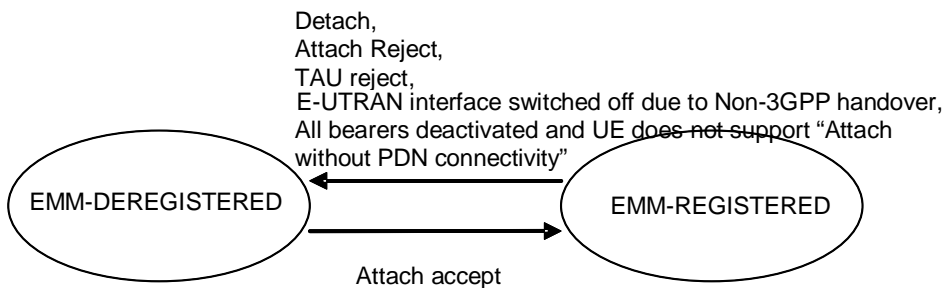 Detach,
Attach Reject,
TAU reject,
E-UTRAN interface switched off due to Non-3GPP handover,
All bearers deactivated and UE does not support “Attach
without PDN connectivity”
EMM-DEREGISTERED
EMM-REGISTERED
Attach accept